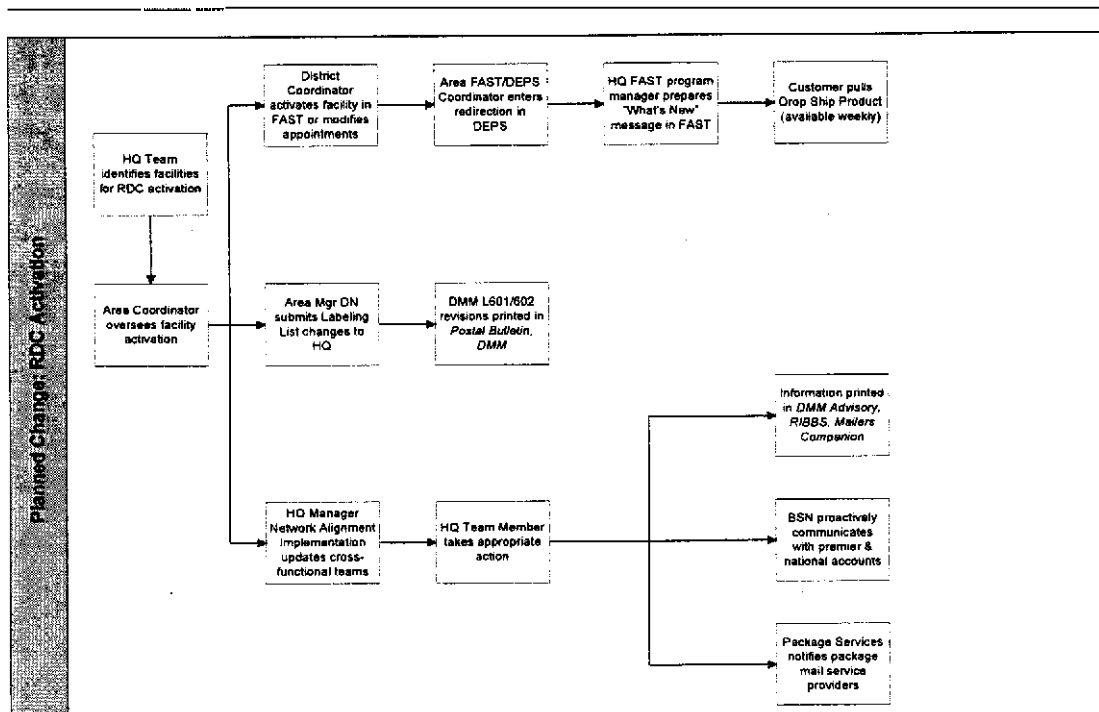 Planned Change: RDC Activation
HQ Team
identifies facilities
for RDC activation
Area Coordinator
oversees facility
activation
District
Coordinator
activates facility in
FAST or modifies
appointments
Area FAST/DEPS
Coordinator enters
redirection in
DEPS
HQ FAST program
manager prepares
"What's New"
message in FAST
Customer pulls
Drop Ship Product
(available weekly)
Area Mgr DN
submits Labeling
List changes to
HQ
DMM L601/602
revisions printed in
Postal Bulletin,
DMM
HQ Manager
Network Alignment
Implementation
updates cross-
functional teams
HQ Team Member
takes appropriate
action
Information printed
in DMM Advisory,
RIBBS, Mailers
Companion
BSN proactively
communicates
with premier &
national accounts
Package Services
notifies package
mail service
providers